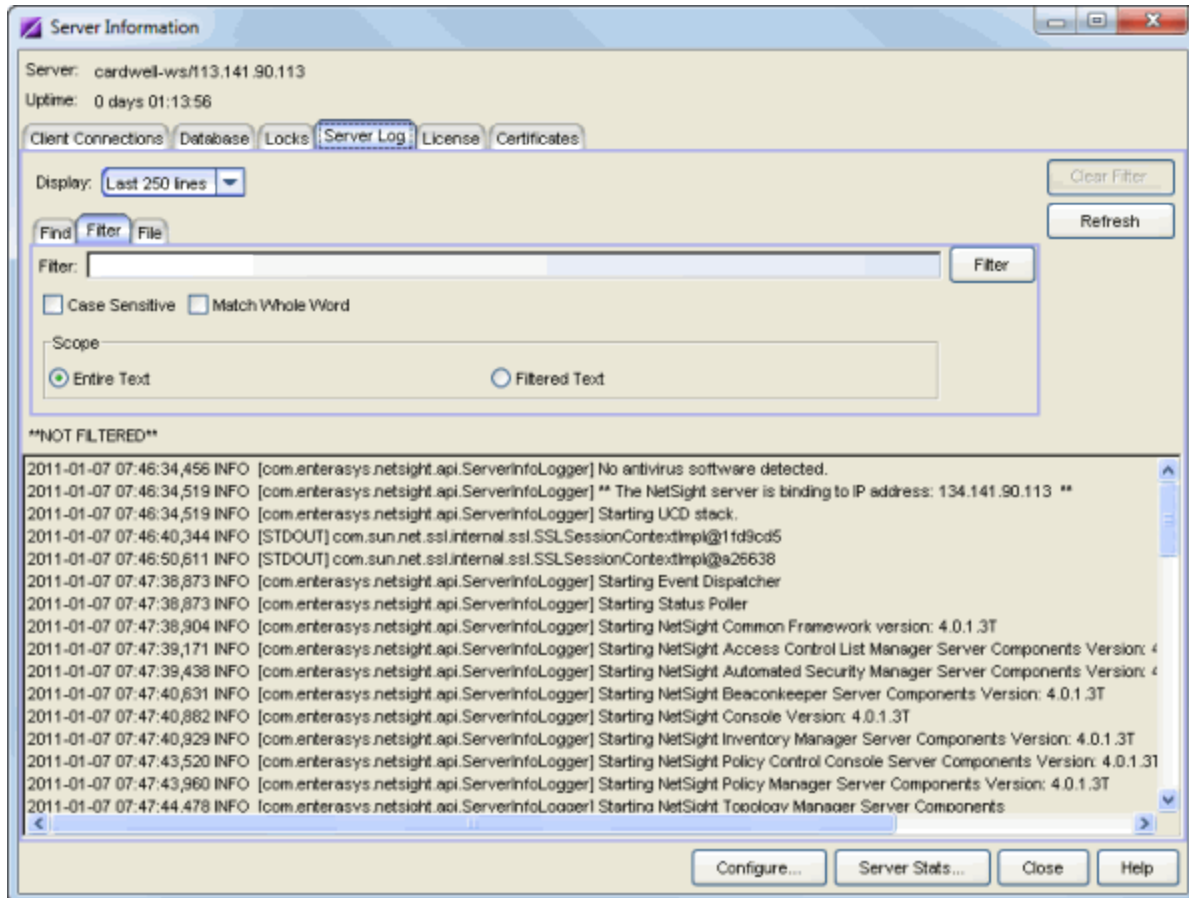 Server Information
Server: cardwell-ws/113.141.90.113
Uptime: 0 days 01:13:56
Client Connections Database Locks Server Log License Certificates
Display: Last 250 lines Clear Filter
Refresh
Find Filter File
Filter: Filter
Case Sensitive Match Whole Word
Scope
Entire Text Filtered Text
**NOT FILTERED**
2011-01-07 07:46:34,456 INFO [com.enterasys.netsight.api.ServerInfoLogger] No antivirus software detected.
2011-01-07 07:46:34,519 INFO [com.enterasys.netsight.api.ServerInfoLogger] ** The NetSight server is binding to IP address: 134.141.90.113 **
2011-01-07 07:46:34,519 INFO [com.enterasys.netsight.api.ServerInfoLogger] Starting UCD stack.
2011-01-07 07:46:40,344 INFO [STDOUT] com.sun.net.ssl.internal.ssl.SSLSessionContextImpl@1fd9cd5
2011-01-07 07:46:50,611 INFO [STDOUT] com.sun.net.ssl.internal.ssl.SSLSessionContextImpl@a26638
2011-01-07 07:47:38,873 INFO [com.enterasys.netsight.api.ServerInfoLogger] Starting Event Dispatcher
2011-01-07 07:47:38,873 INFO [com.enterasys.netsight.api.ServerInfoLogger] Starting Status Poller
2011-01-07 07:47:38,904 INFO [com.enterasys.netsight.api.ServerInfoLogger] Starting NetSight Common Framework version: 4.0.1.3T
2011-01-07 07:47:39,171 INFO [com.enterasys.netsight.api.ServerInfoLogger] Starting NetSight Access Control List Manager Server Components Version: 4
2011-01-07 07:47:39,438 INFO [com.enterasys.netsight.api.ServerInfoLogger] Starting NetSight Automated Security Manager Server Components Version: 4
2011-01-07 07:47:40,631 INFO [com.enterasys.netsight.api.ServerInfoLogger] Starting NetSight Beaconkeeper Server Components Version: 4.0.1.3T
2011-01-07 07:47:40,882 INFO [com.enterasys.netsight.api.ServerInfoLogger] Starting NetSight Console Version: 4.0.1.3T
2011-01-07 07:47:40,929 INFO [com.enterasys.netsight.api.ServerInfoLogger] Starting NetSight Inventory Manager Server Components Version: 4.0.1.3T
2011-01-07 07:47:43,520 INFO [com.enterasys.netsight.api.ServerInfoLogger] Starting NetSight Policy Control Console Server Components Version: 4.0.1.3T
2011-01-07 07:47:43,960 INFO [com.enterasys.netsight.api.ServerInfoLogger] Starting NetSight Policy Manager Server Components Version: 4.0.1.3T
2011-01-07 07:47:44,478 INFO [com.enterasys.netsight.api.ServerInfoLogger] Starting NetSight Topology Manager Server Components
Configure... Server Stats... Close Help